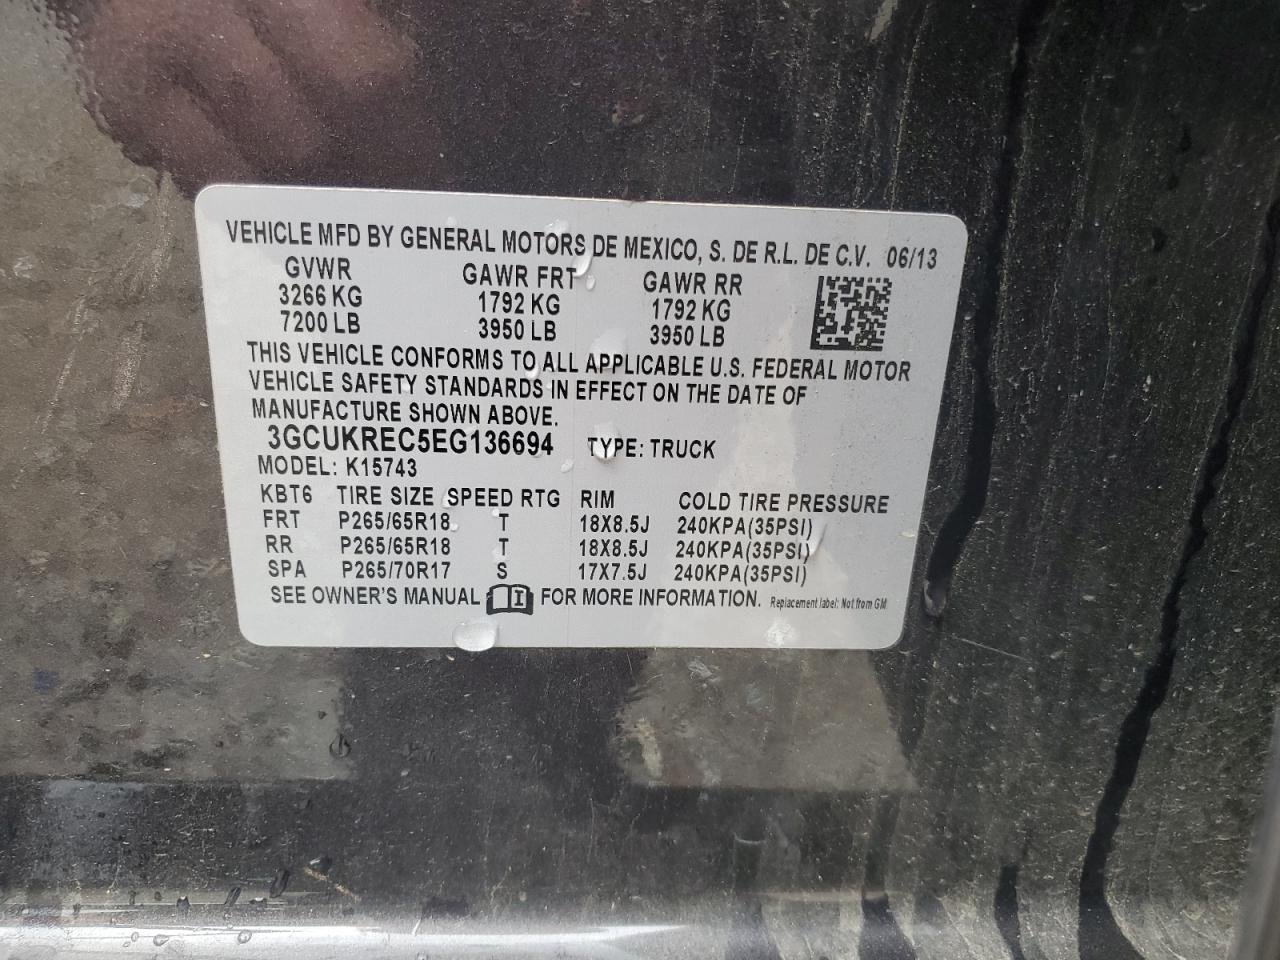 VEHICLE MFD BY GENERAL MOTORS DE MEXICO, S. DE R.L. DE C.V. 06/13
GVWR GAWR FRT GAWR RR
3266 KG 1792 KG 1792 KG
7200 LB 3950 LB 3950 LB
THIS VEHICLE CONFORMS TO ALL APPLICABLE U.S. FEDERAL MOTOR
VEHICLE SAFETY STANDARDS IN EFFECT ON THE DATE OF
MANUFACTURE SHOWN ABOVE.
3GCUKREC5EG136694 TYPE: TRUCK
MODEL: K15743
KBT6 TIRE SIZE SPEED RTG RIM COLD TIRE PRESSURE
FRT P265/65R18 T 18X8.5J 240KPA(35PSI)
RR P265/65R18 T 18X8.5J 240KPA(35PSI)
SPA P265/70R17 S 17X7.5J 240KPA(35PSI)
SEE OWNER'S MANUAL i FOR MORE INFORMATION. Replacement label: Not from GM